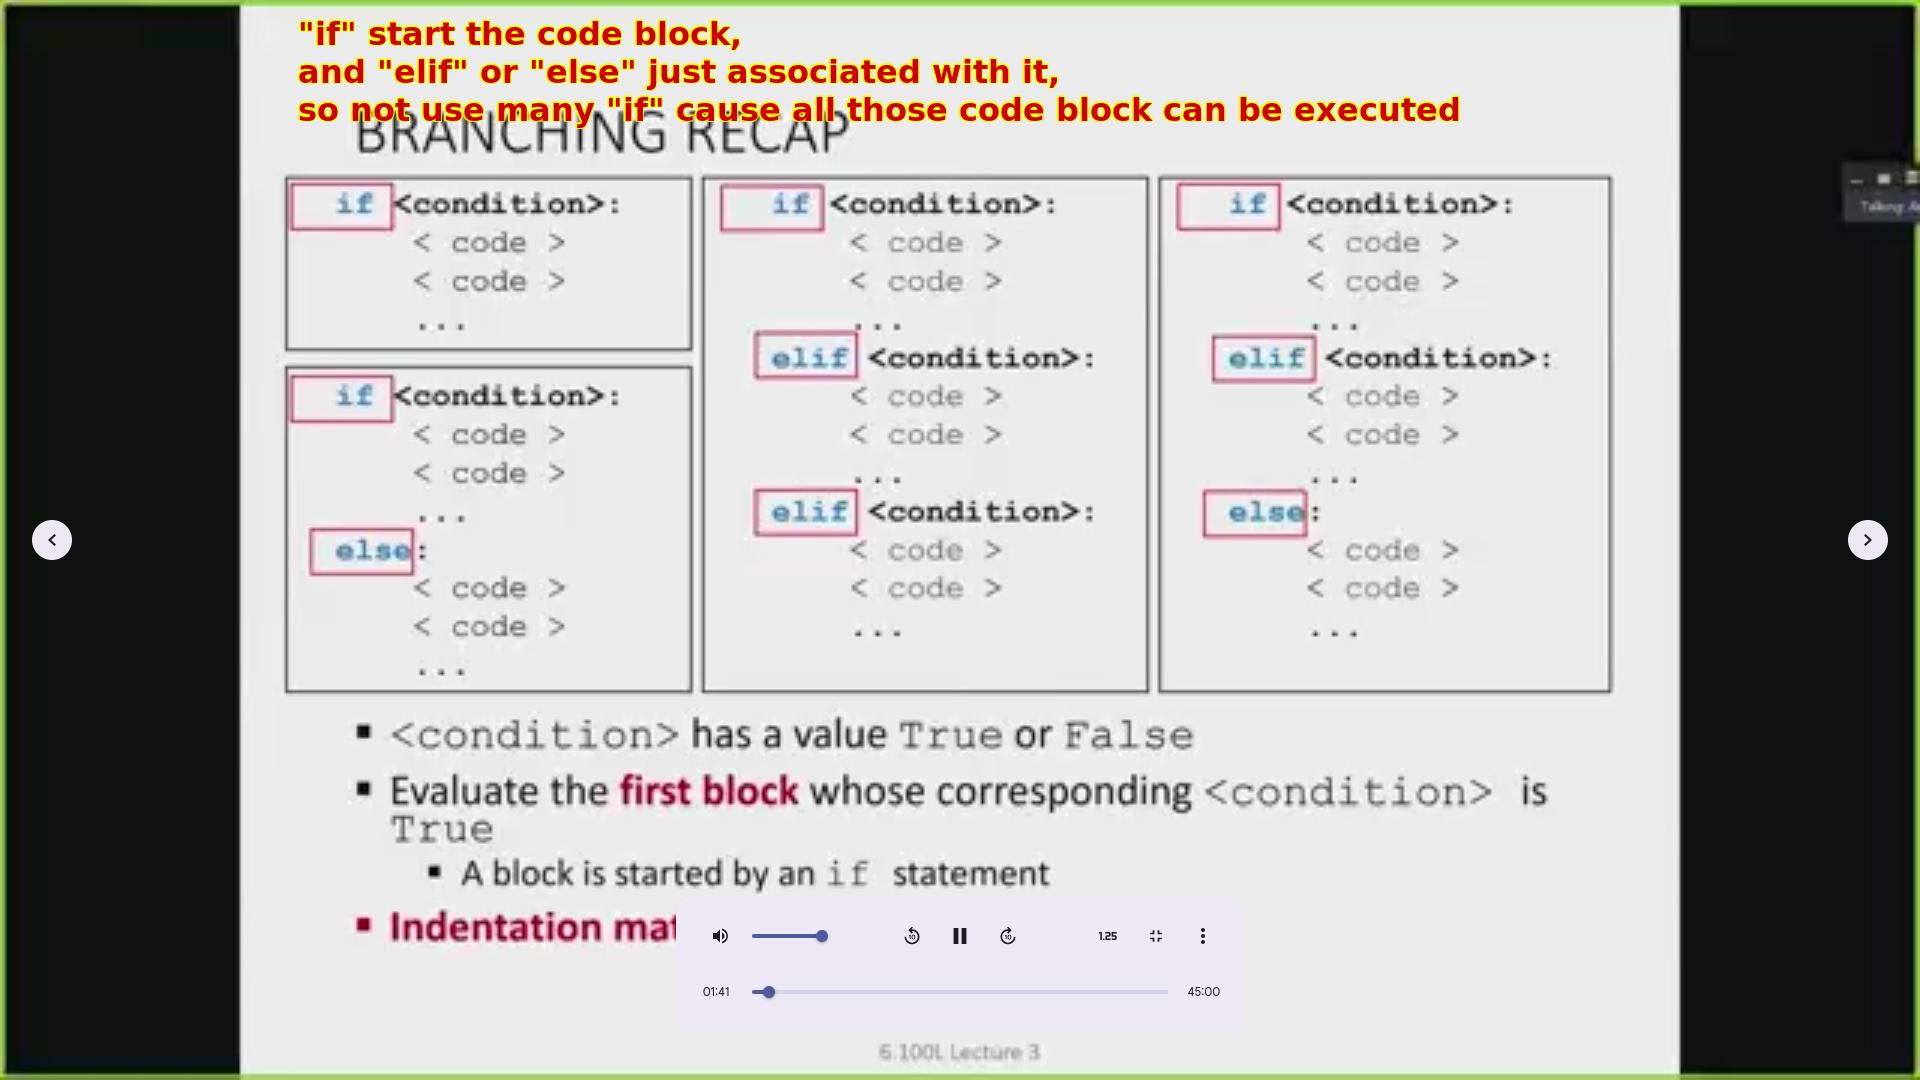 "if" start the code block,
and "elif" or "else" just associated with it,
so not use many "if" cause all those code block can be executed
BRANCHING RECAP
if <condition>:
< code >
< code >
...
if <condition>:
< code >
< code >
...
else:
< code >
< code >
...
if <condition>:
< code >
< code >
...
elif <condition>:
< code >
< code >
...
elif <condition>:
< code >
< code >
...
if <condition>:
< code >
< code >
...
elif <condition>:
< code >
< code >
...
else:
< code >
< code >
...
Talking:
▪ <condition> has a value True or False
▪ Evaluate the first block whose corresponding <condition> is
True
▪ A block is started by an if statement
▪ Indentation mat
10 10 1.25
01:41 45:00
6.100L Lecture 3